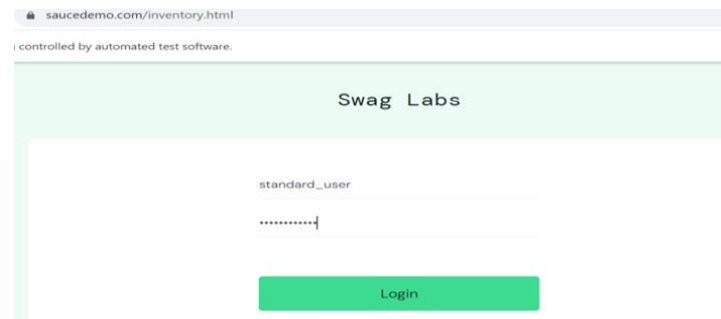 saucedemo.com/inventory.html
controlled by automated test software.
Swag Labs
standard_user
••••••••••••
Login